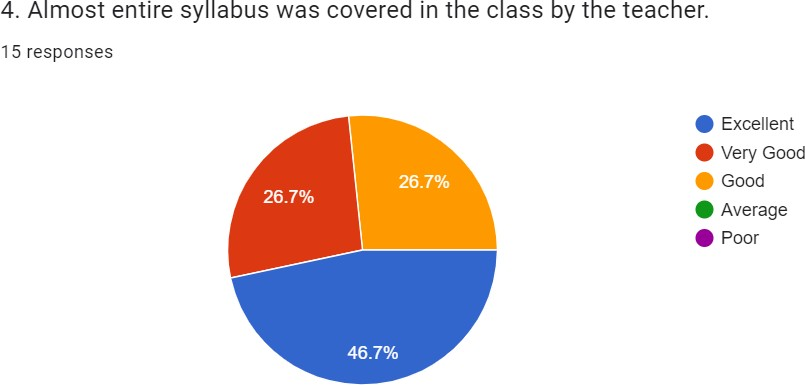 4. Almost entire syllabus was covered in the class by the teacher.
15 responses
26.7%
26.7%
46.7%
Excellent
Very Good
Good
Average
Poor